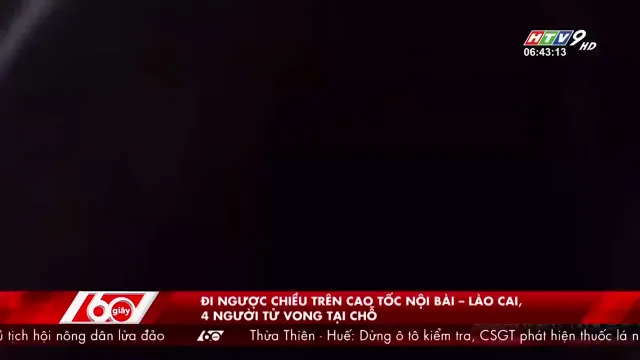 HTV9 HD
06:43:13
60 giây
ĐI NGƯỢC CHIỀU TRÊN CAO TỐC NỘI BÀI – LÀO CAI,
4 NGƯỜI TỬ VONG TẠI CHỖ
tịch hội nông dân lừa đảo 60 Thừa Thiên - Huế: Dừng ô tô kiểm tra, CSGT phát hiện thuốc lá